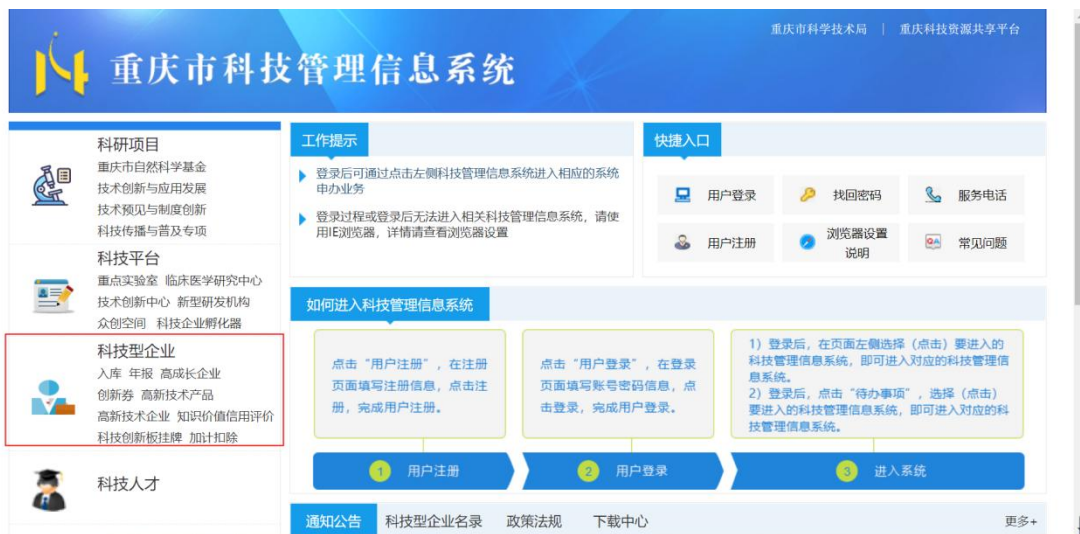 重庆市科学技术局 | 重庆科技资源共享平台
重庆市科技管理信息系统
科研项目
重庆市自然科学基金
技术创新与应用发展
技术预见与制度创新
科技传播与普及专项
科技平台
重点实验室 临床医学研究中心
技术创新中心 新型研发机构
众创空间 科技企业孵化器
科技型企业
入库 年报 高成长企业
创新券 高新技术产品
高新技术企业 知识价值信用评价
科技创新板挂牌 加计扣除
科技人才
工作提示
登录后可通过点击左侧科技管理信息系统进入相应的系统
申办业务
登录过程或登录后无法进入相关科技管理信息系统，请使
用IE浏览器，详情请查看浏览器设置
快捷入口
用户登录
找回密码
服务电话
用户注册
浏览器设置
说明
常见问题
如何进入科技管理信息系统
点击“用户注册”，在注册
页面填写注册信息，点击注
册，完成用户注册。
点击“用户登录”，在登录
页面填写账号密码信息，点
击登录，完成用户登录。
1）登录后，在页面左侧选择（点击）要进入的
科技管理信息系统，即可进入对应的科技管理信
息系统。
2）登录后，点击“待办事项”，选择（点击）
要进入的科技管理信息系统，即可进入对应的科
技管理信息系统。
1 用户注册
2 用户登录
3 进入系统
通知公告 科技型企业名录 政策法规 下载中心 更多+